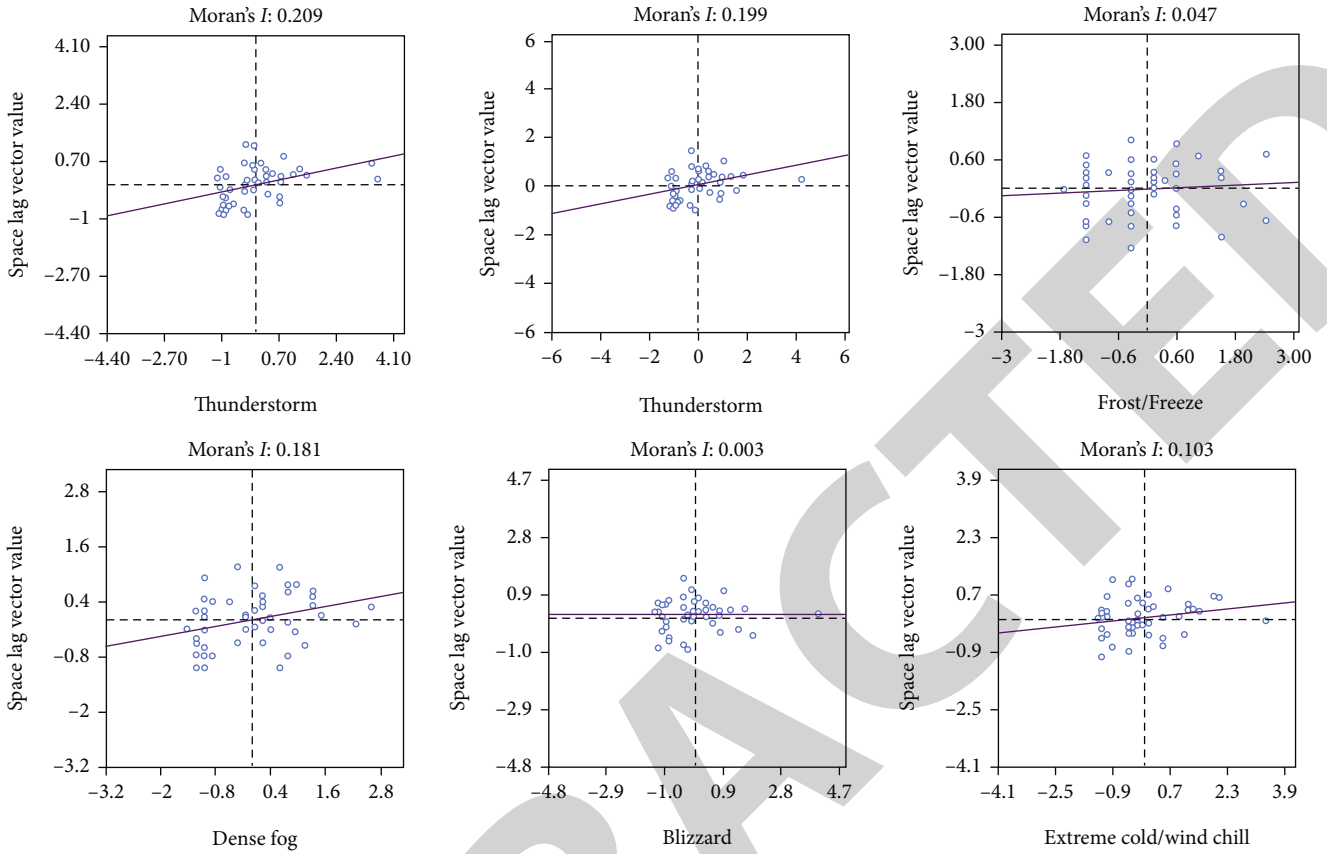 Moran's I: 0.209
Space lag vector value
4.10
2.40
0.70
−1
−2.70
−4.40
−4.40 −2.70 −1 0.70 2.40 4.10
Thunderstorm
Moran's I: 0.199
Space lag vector value
6
4
2
0
−2
−4
−6
−6 −4 −2 0 2 4 6
Thunderstorm
Moran's I: 0.047
Space lag vector value
3.00
1.80
0.60
−0.6
−1.80
−3
−3 −1.80 −0.6 0.60 1.80 3.00
Frost/Freeze
Moran's I: 0.181
Space lag vector value
2.8
1.6
0.4
−0.8
−2
−3.2
−3.2 −2 −0.8 0.4 1.6 2.8
Dense fog
Moran's I: 0.003
Space lag vector value
4.7
2.8
0.9
−1.0
−2.9
−4.8
−4.8 −2.9 −1.0 0.9 2.8 4.7
Blizzard
Moran's I: 0.103
Space lag vector value
3.9
2.3
0.7
−0.9
−2.5
−4.1
−4.1 −2.5 −0.9 0.7 2.3 3.9
Extreme cold/wind chill